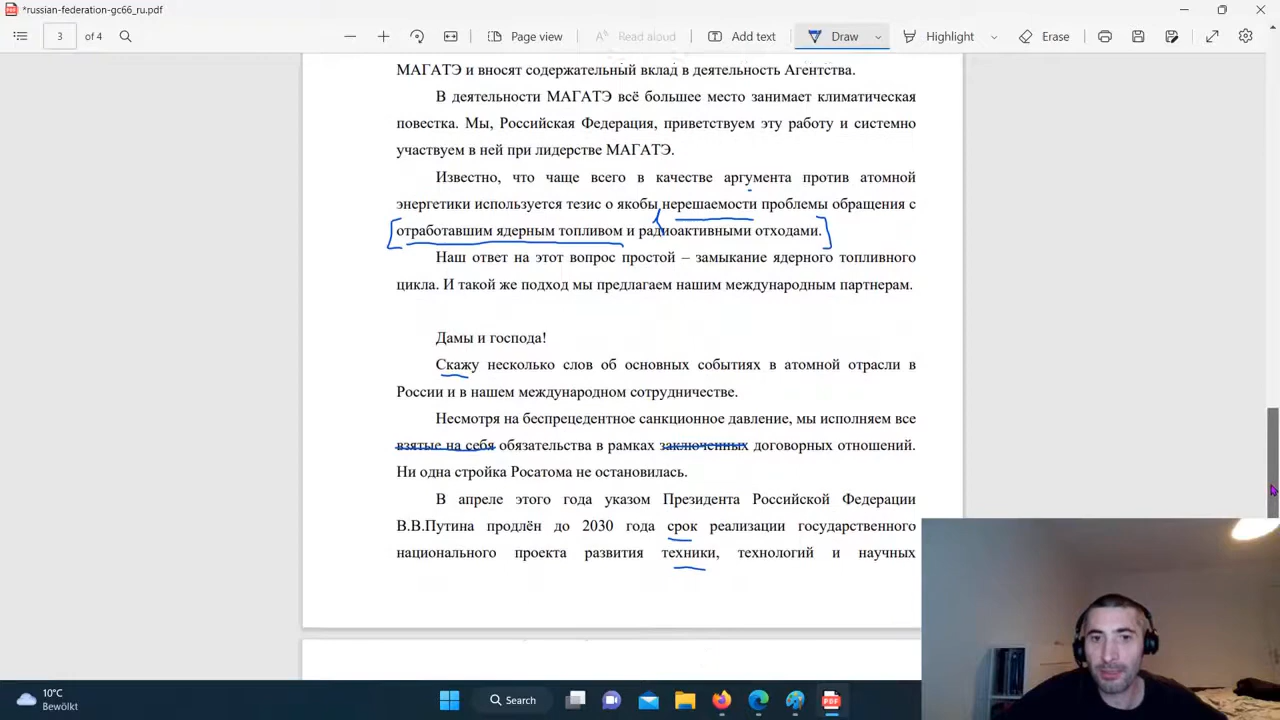 *russian-federation-gc66_ru.pdf
3 of 4 Page view Read aloud Add text Draw Highlight Erase
МАГАТЭ и вносят содержательный вклад в деятельность Агентства.
В деятельности МАГАТЭ всё большее место занимает климатическая
повестка. Мы, Российская Федерация, приветствуем эту работу и системно
участвуем в ней при лидерстве МАГАТЭ.
Известно, что чаще всего в качестве аргумента против атомной
энергетики используется тезис о якобы нерешаемости проблемы обращения с
отработавшим ядерным топливом и радиоактивными отходами.
Наш ответ на этот вопрос простой – замыкание ядерного топливного
цикла. И такой же подход мы предлагаем нашим международным партнерам.
Дамы и господа!
Скажу несколько слов об основных событиях в атомной отрасли в
России и в нашем международном сотрудничестве.
Несмотря на беспрецедентное санкционное давление, мы исполняем все
взятые на себя обязательства в рамках заключенных договорных отношений.
Ни одна стройка Росатома не остановилась.
В апреле этого года указом Президента Российской Федерации
В.В.Путина продлён до 2030 года срок реализации государственного
национального проекта развития техники, технологий и научных
10°C
Bewölkt
Search
PDF